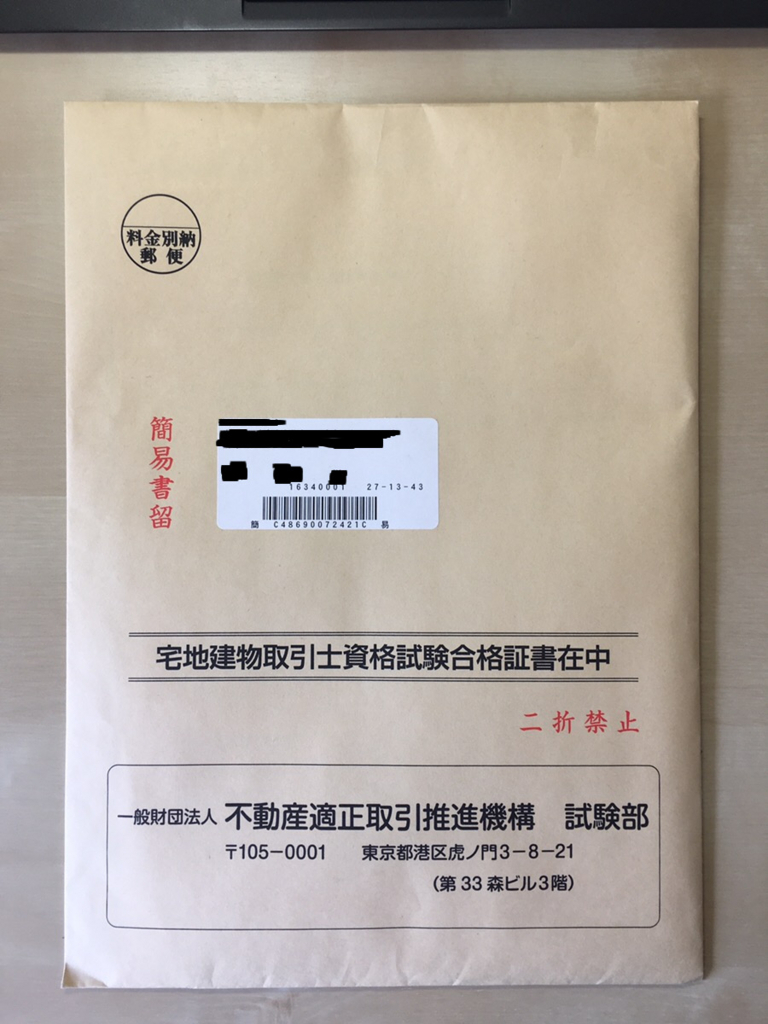 料金別納
郵便
簡易書留
16340001 27-13-43
簡 C48690072421C 易
宅地建物取引士資格試験合格証書在中
二折禁止
一般財団法人 不動産適正取引推進機構 試験部
〒105-0001 東京都港区虎ノ門3-8-21
(第33森ビル3階)